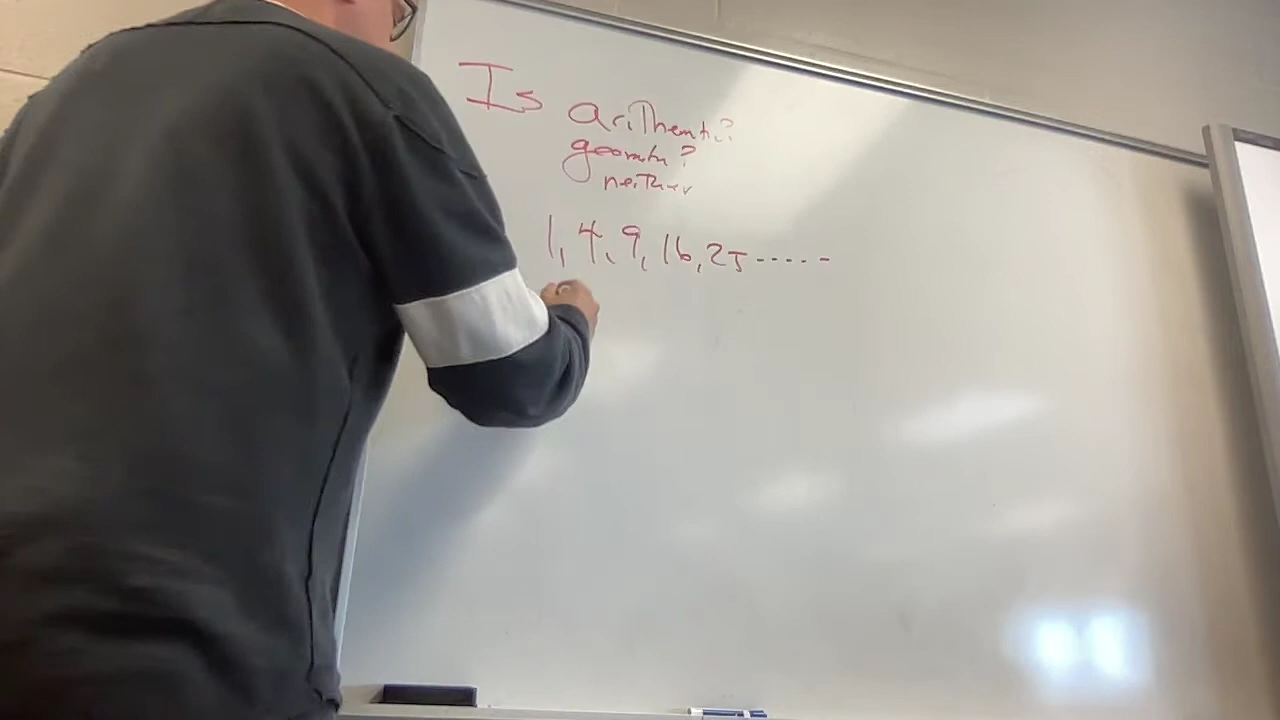 Is arithmetic?
geometric?
neither
1, 4, 9, 16, 25 -----